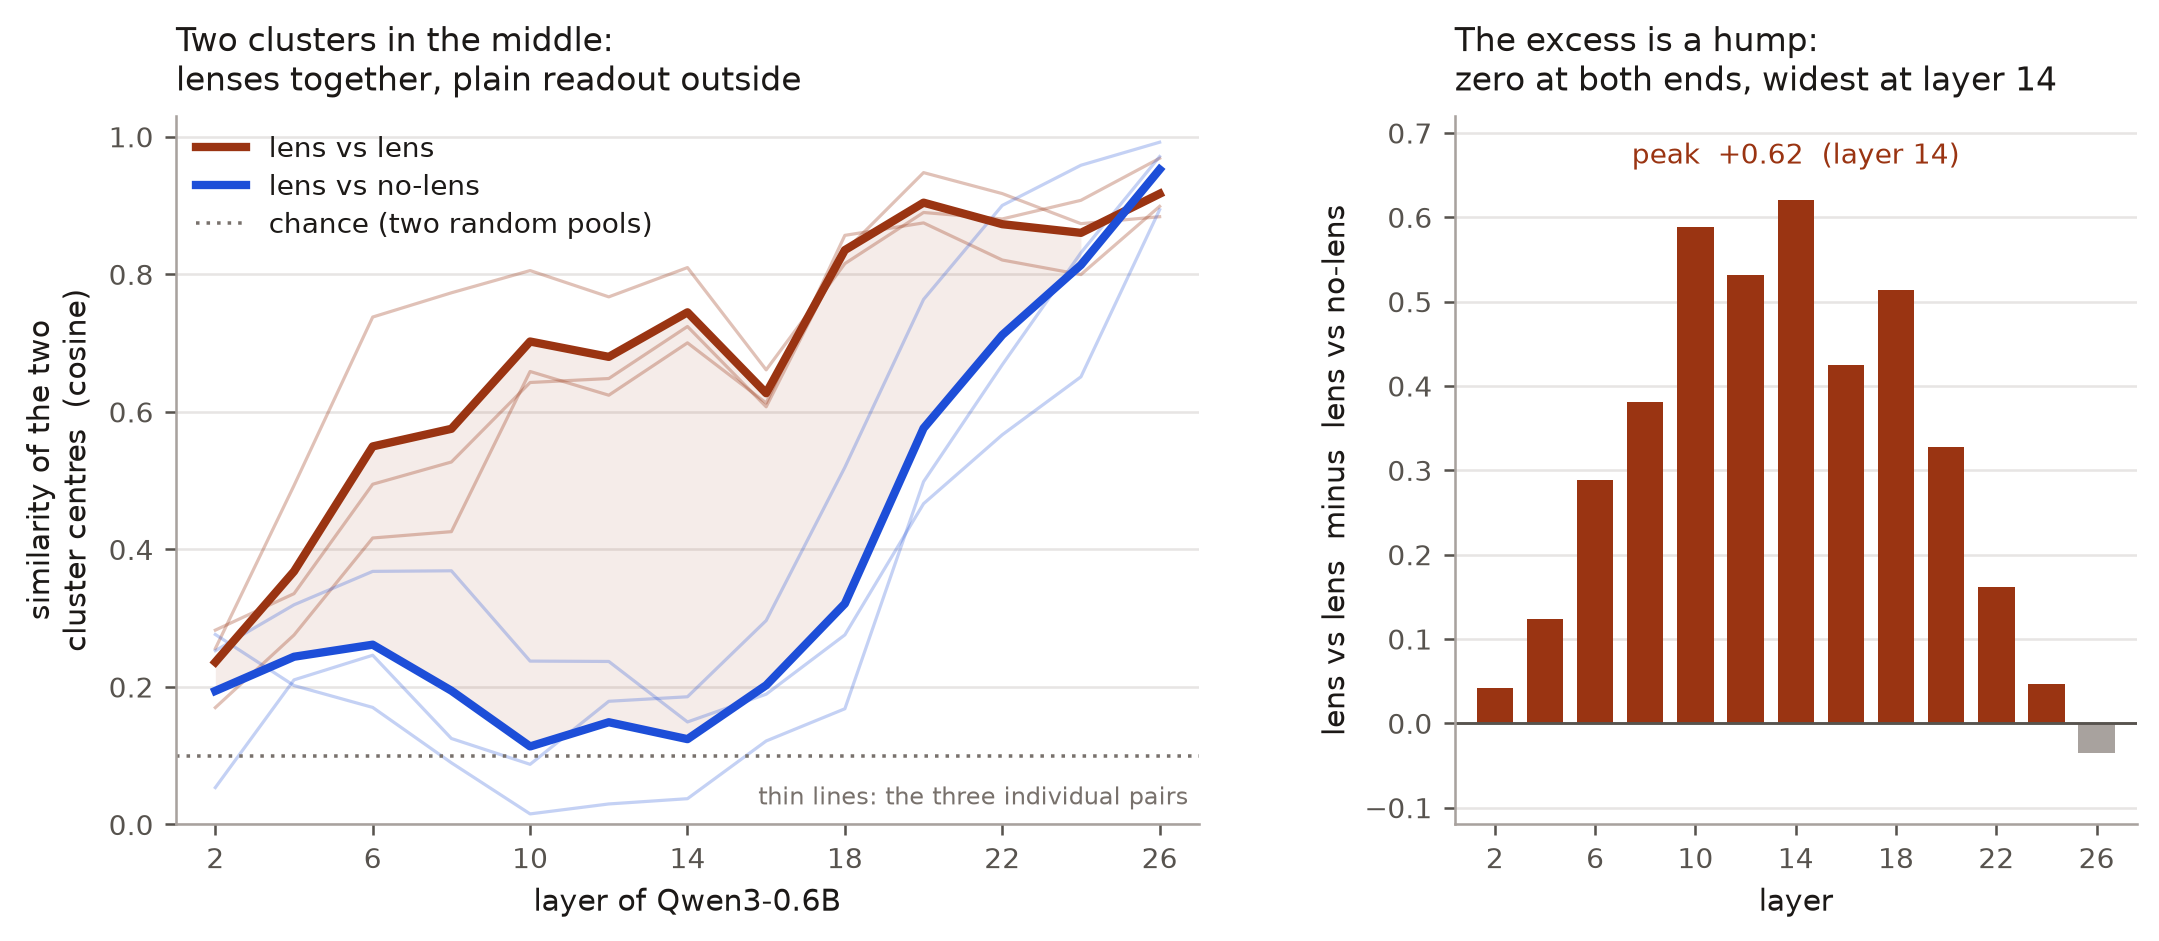 Two clusters in the middle:
lenses together, plain readout outside
1.0
0.8
0.6
0.4
0.2
0.0
similarity of the two
cluster centres (cosine)
lens vs lens
lens vs no-lens
chance (two random pools)
thin lines: the three individual pairs
2 6 10 14 18 22 26
layer of Qwen3-0.6B
The excess is a hump:
zero at both ends, widest at layer 14
0.7
0.6
0.5
0.4
0.3
0.2
0.1
0.0
−0.1
lens vs lens minus lens vs no-lens
peak +0.62 (layer 14)
2 6 10 14 18 22 26
layer